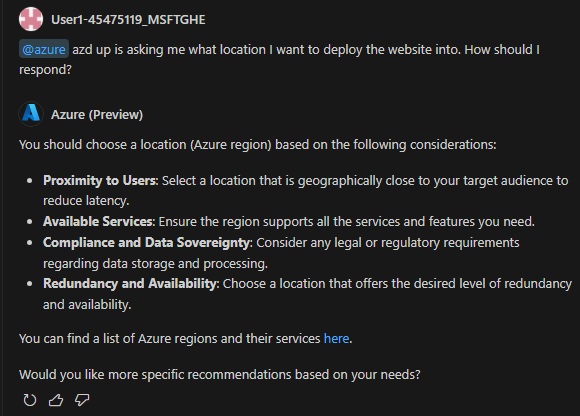 User1-45475119_MSFTGHE
@azure azd up is asking me what location I want to deploy the website into. How should I
respond?
Azure (Preview)
You should choose a location (Azure region) based on the following considerations:
• Proximity to Users: Select a location that is geographically close to your target audience to
reduce latency.
• Available Services: Ensure the region supports all the services and features you need.
• Compliance and Data Sovereignty: Consider any legal or regulatory requirements
regarding data storage and processing.
• Redundancy and Availability: Choose a location that offers the desired level of redundancy
and availability.
You can find a list of Azure regions and their services here.
Would you like more specific recommendations based on your needs?